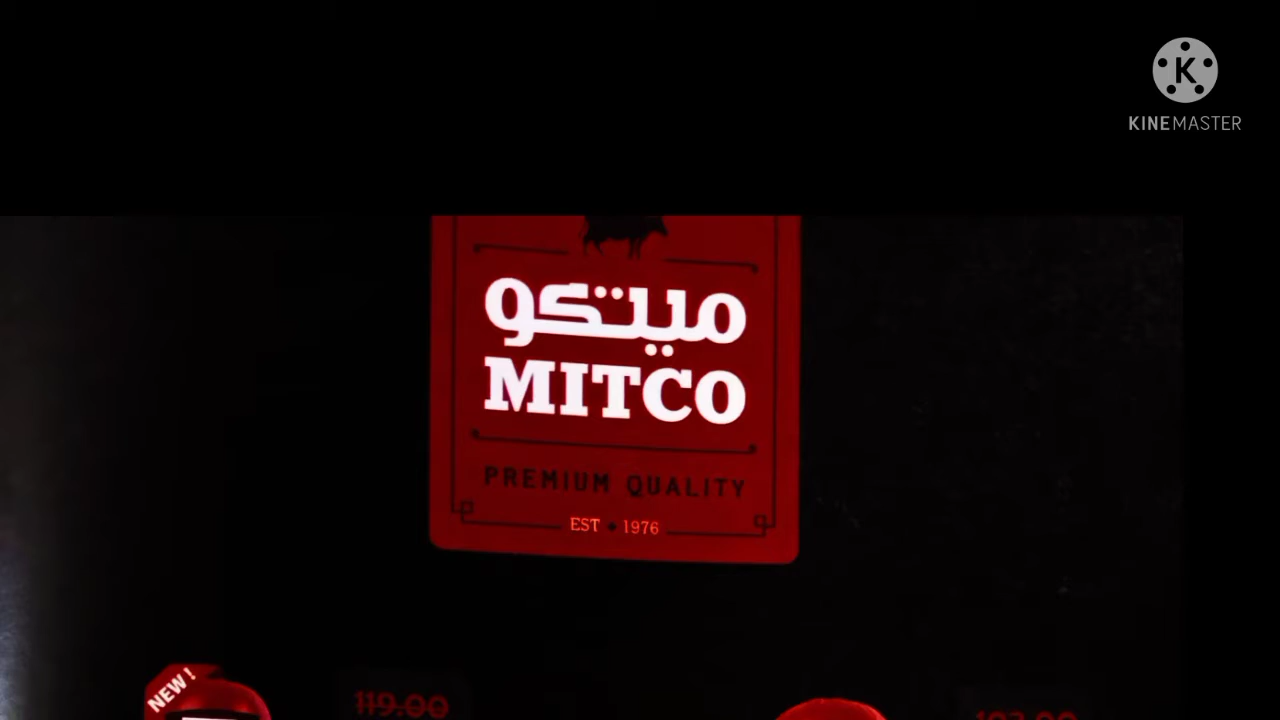 KINEMASTER
ميتكو
MITCO
PREMIUM QUALITY
EST • 1976
NEW!
119.00